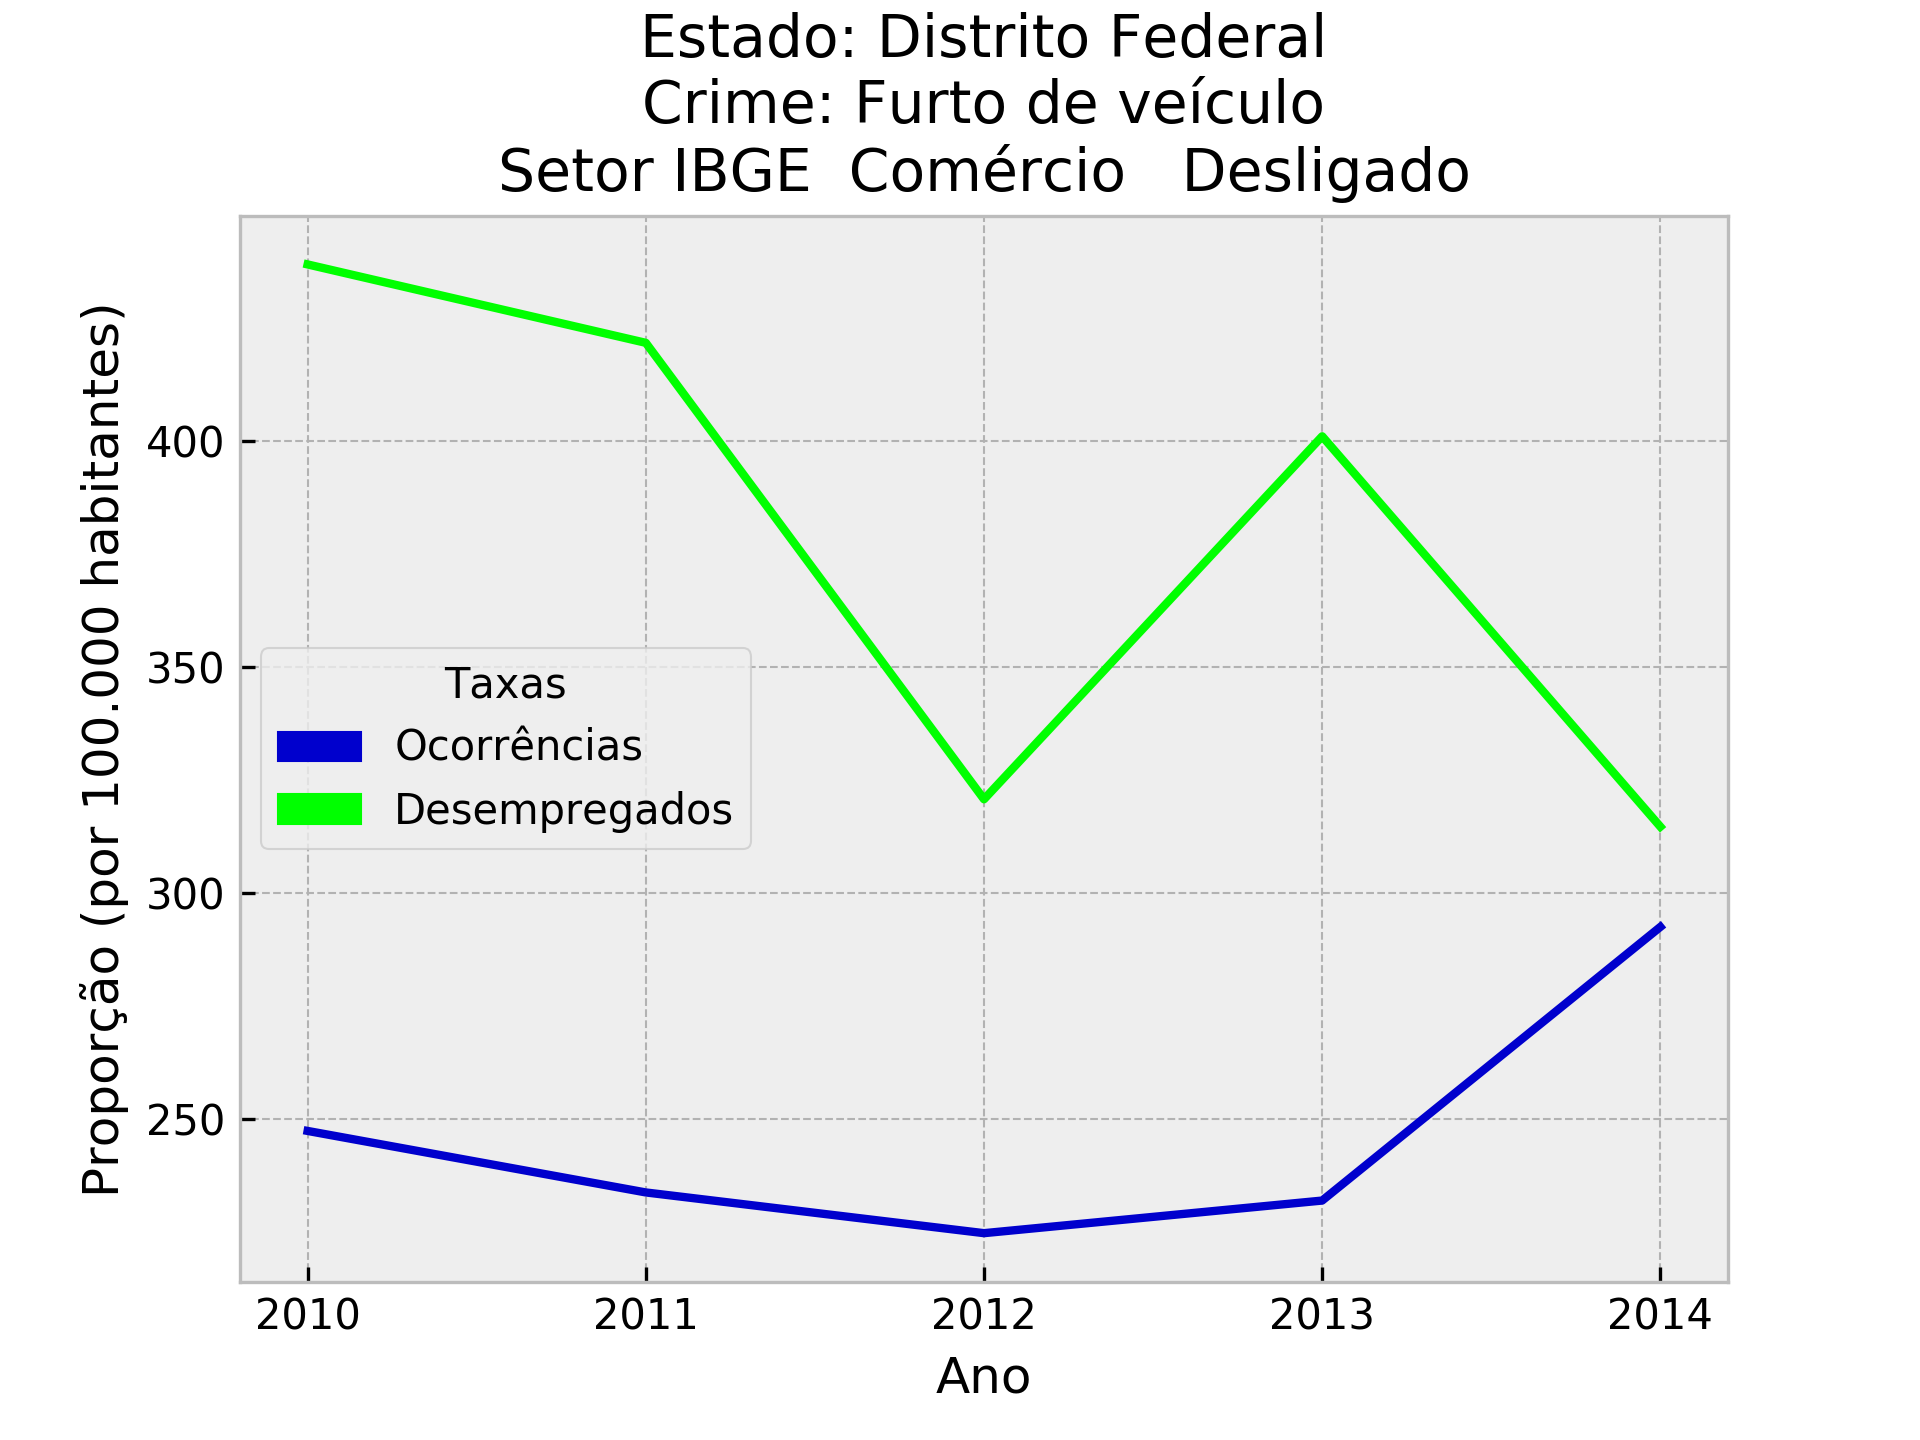 Estado: Distrito Federal
Crime: Furto de veículo
Setor IBGE  Comércio   Desligado
Proporção (por 100.000 habitantes)
400
350
300
250
Taxas
Ocorrências
Desempregados
2010 2011 2012 2013 2014
Ano